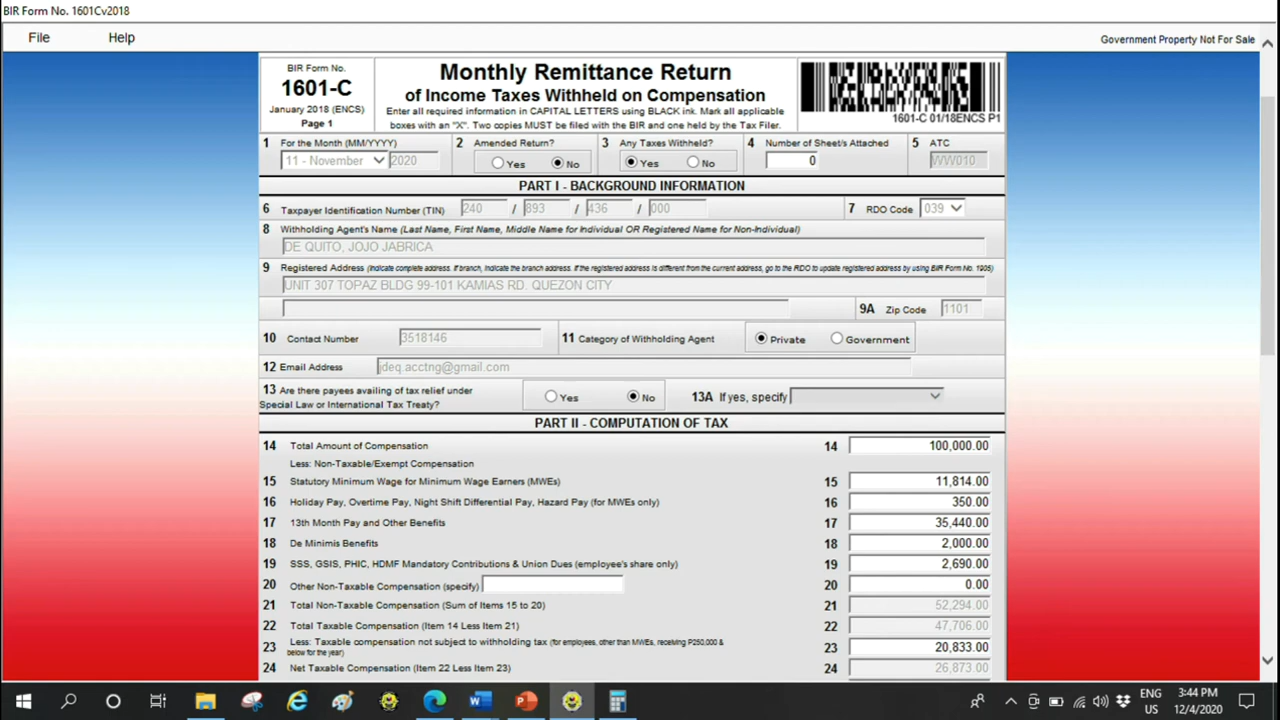 BIR Form No. 1601Cv2018
File Help Government Property Not For Sale
BIR Form No.
1601-C
January 2018 (ENCS)
Page 1
Monthly Remittance Return
of Income Taxes Withheld on Compensation
Enter all required information in CAPITAL LETTERS using BLACK ink. Mark all applicable
boxes with an "X". Two copies MUST be filed with the BIR and one held by the Tax Filer.
1601-C 01/18ENCS P1
1 For the Month (MM/YYYY) 2 Amended Return? 3 Any Taxes Withheld? 4 Number of Sheet/s Attached 5 ATC
11 - November 2020 Yes No Yes No 0 WW010
PART I - BACKGROUND INFORMATION
6 Taxpayer Identification Number (TIN) 240 / 893 / 436 / 000 7 RDO Code 039
8 Withholding Agent's Name (Last Name, First Name, Middle Name for Individual OR Registered Name for Non-Individual)
DE QUITO, JOJO JABRICA
9 Registered Address (Indicate complete address. If branch, indicate the branch address. If the registered address is different from the current address, go to the RDO to update registered address by using BIR Form No. 1905)
UNIT 307 TOPAZ BLDG 99-101 KAMIAS RD. QUEZON CITY
9A Zip Code 1101
10 Contact Number 3518146 11 Category of Withholding Agent Private Government
12 Email Address jdeq.acctng@gmail.com
13 Are there payees availing of tax relief under
Special Law or International Tax Treaty? Yes No 13A If yes, specify
PART II - COMPUTATION OF TAX
14 Total Amount of Compensation 14 100,000.00
Less: Non-Taxable/Exempt Compensation
15 Statutory Minimum Wage for Minimum Wage Earners (MWEs) 15 11,814.00
16 Holiday Pay, Overtime Pay, Night Shift Differential Pay, Hazard Pay (for MWEs only) 16 350.00
17 13th Month Pay and Other Benefits 17 35,440.00
18 De Minimis Benefits 18 2,000.00
19 SSS, GSIS, PHIC, HDMF Mandatory Contributions & Union Dues (employee's share only) 19 2,690.00
20 Other Non-Taxable Compensation (specify) 20 0.00
21 Total Non-Taxable Compensation (Sum of Items 15 to 20) 21 52,294.00
22 Total Taxable Compensation (Item 14 Less Item 21) 22 47,706.00
23 Less: Taxable compensation not subject to withholding tax (for employees, other than MWEs, receiving P250,000 &
below for the year) 23 20,833.00
24 Net Taxable Compensation (Item 22 Less Item 23) 24 26,873.00
ENG 3:44 PM
US 12/4/2020